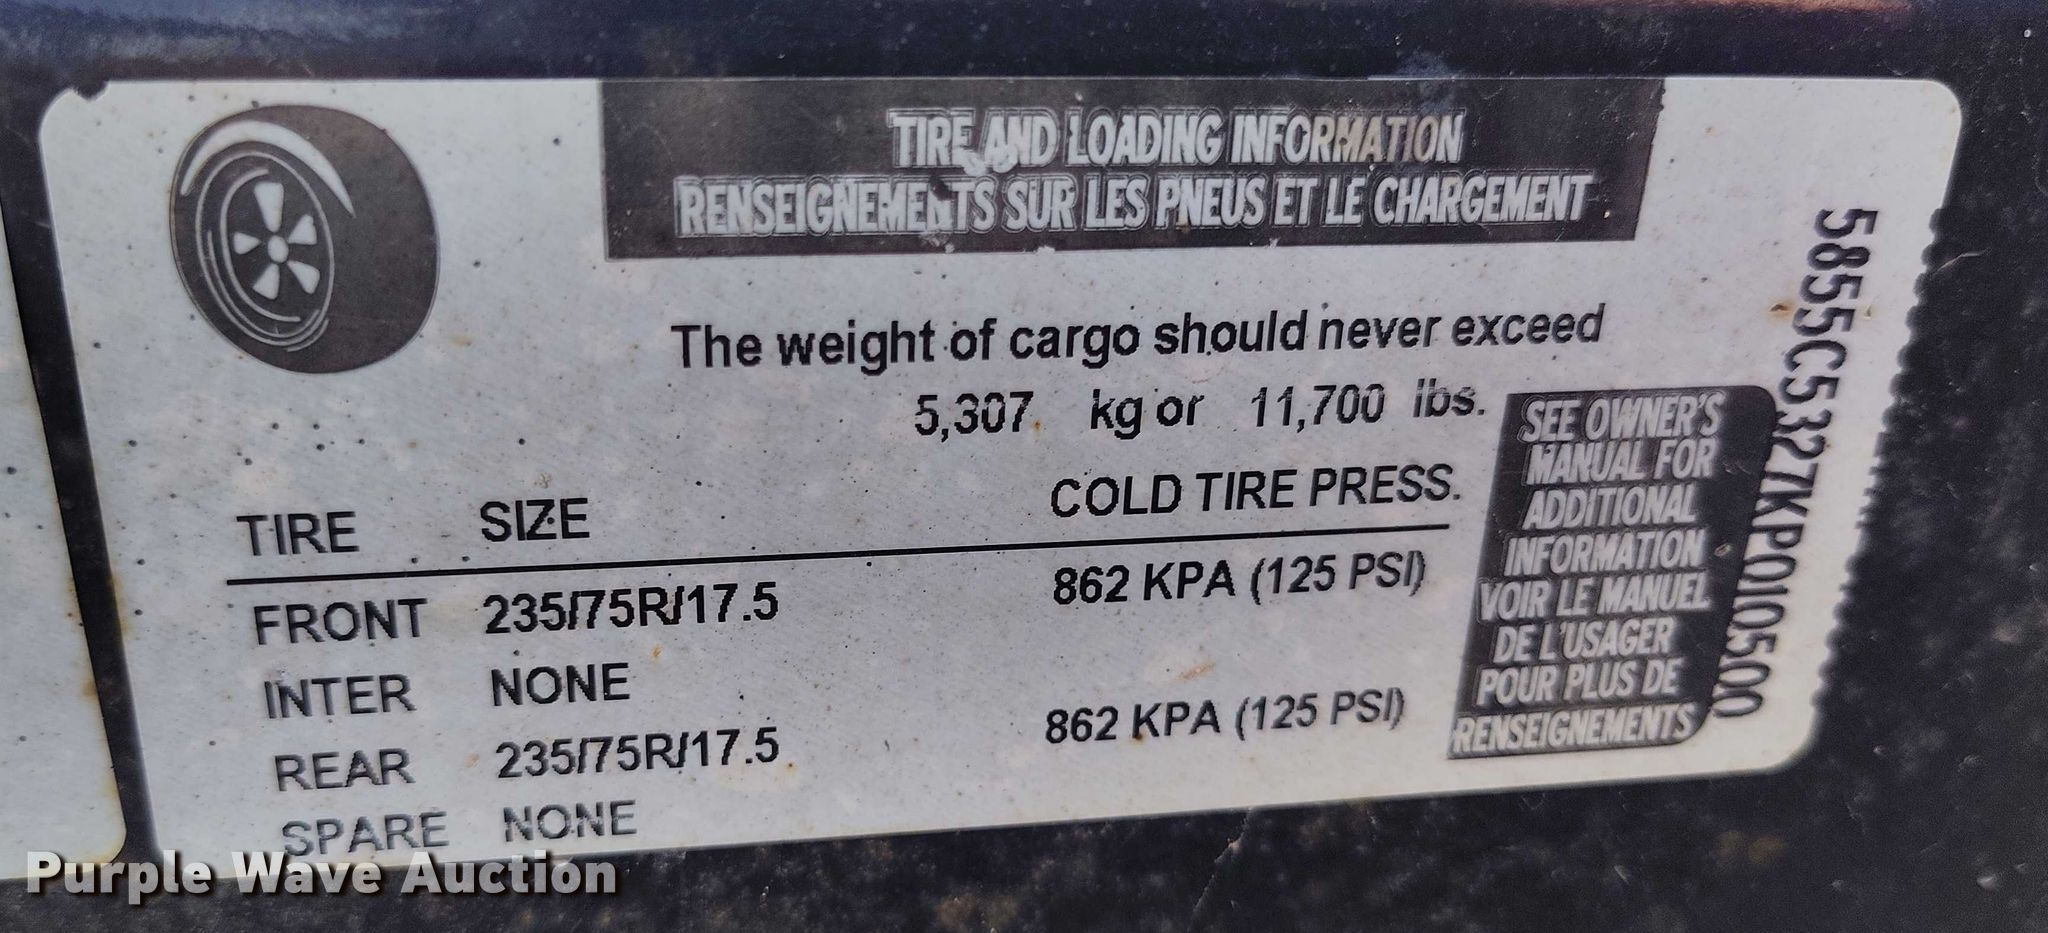 TIRE AND LOADING INFORMATION
RENSEIGNEMENTS SUR LES PNEUS ET LE CHARGEMENT
The weight of cargo should never exceed
5,307 kg or 11,700 lbs.
TIRE SIZE COLD TIRE PRESS.
FRONT 235/75R/17.5 862 KPA (125 PSI)
INTER NONE
REAR 235/75R/17.5 862 KPA (125 PSI)
SPARE NONE
SEE OWNER'S
MANUAL FOR
ADDITIONAL
INFORMATION
VOIR LE MANUEL
DE L'USAGER
POUR PLUS DE
RENSEIGNEMENTS
5855C5327KP010500
Purple Wave Auction